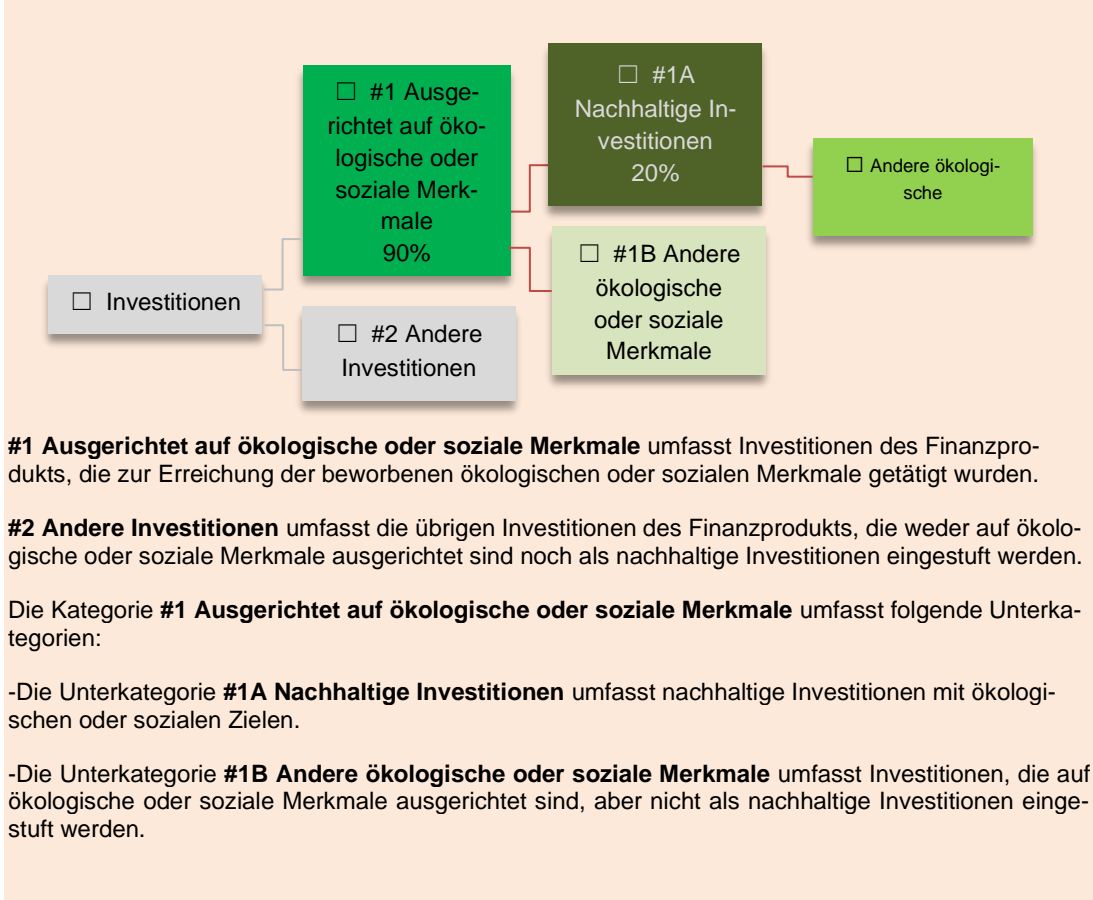 ☐ #1 Ausge-
richtet auf öko-
logische oder
soziale Merk-
male
90%
☐ #1A
Nachhaltige In-
vestitionen
20%
☐ Andere ökologi-
sche
☐ #1B Andere
ökologische
oder soziale
Merkmale
☐ Investitionen
☐ #2 Andere
Investitionen
#1 Ausgerichtet auf ökologische oder soziale Merkmale umfasst Investitionen des Finanzpro-
dukts, die zur Erreichung der beworbenen ökologischen oder sozialen Merkmale getätigt wurden.
#2 Andere Investitionen umfasst die übrigen Investitionen des Finanzprodukts, die weder auf ökolo-
gische oder soziale Merkmale ausgerichtet sind noch als nachhaltige Investitionen eingestuft werden.
Die Kategorie #1 Ausgerichtet auf ökologische oder soziale Merkmale umfasst folgende Unterka-
tegorien:
-Die Unterkategorie #1A Nachhaltige Investitionen umfasst nachhaltige Investitionen mit ökologi-
schen oder sozialen Zielen.
-Die Unterkategorie #1B Andere ökologische oder soziale Merkmale umfasst Investitionen, die auf
ökologische oder soziale Merkmale ausgerichtet sind, aber nicht als nachhaltige Investitionen einge-
stuft werden.